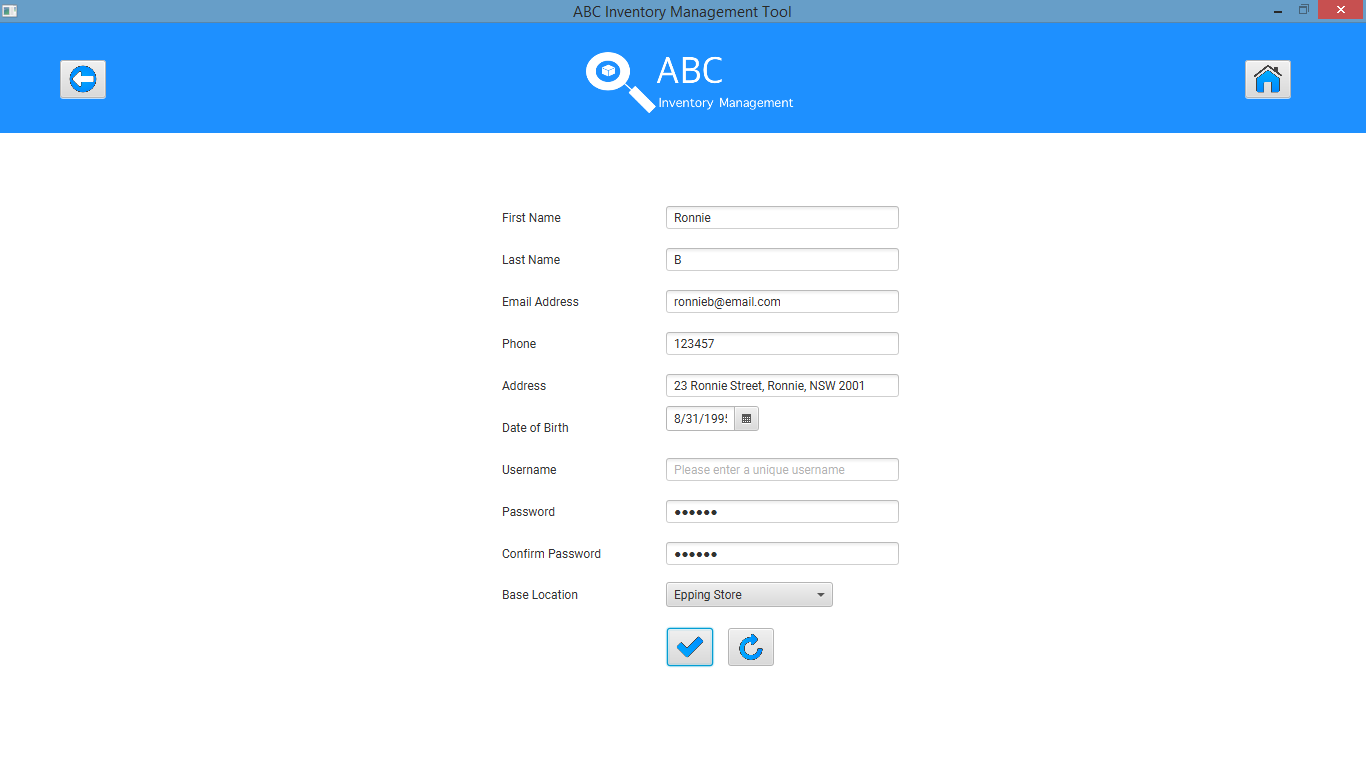 ABC Inventory Management Tool
ABC
Inventory Management
First Name Ronnie
Last Name B
Email Address ronnieb@email.com
Phone 123457
Address 23 Ronnie Street, Ronnie, NSW 2001
Date of Birth 8/31/199
Username Please enter a unique username
Password ●●●●●●
Confirm Password ●●●●●●
Base Location Epping Store